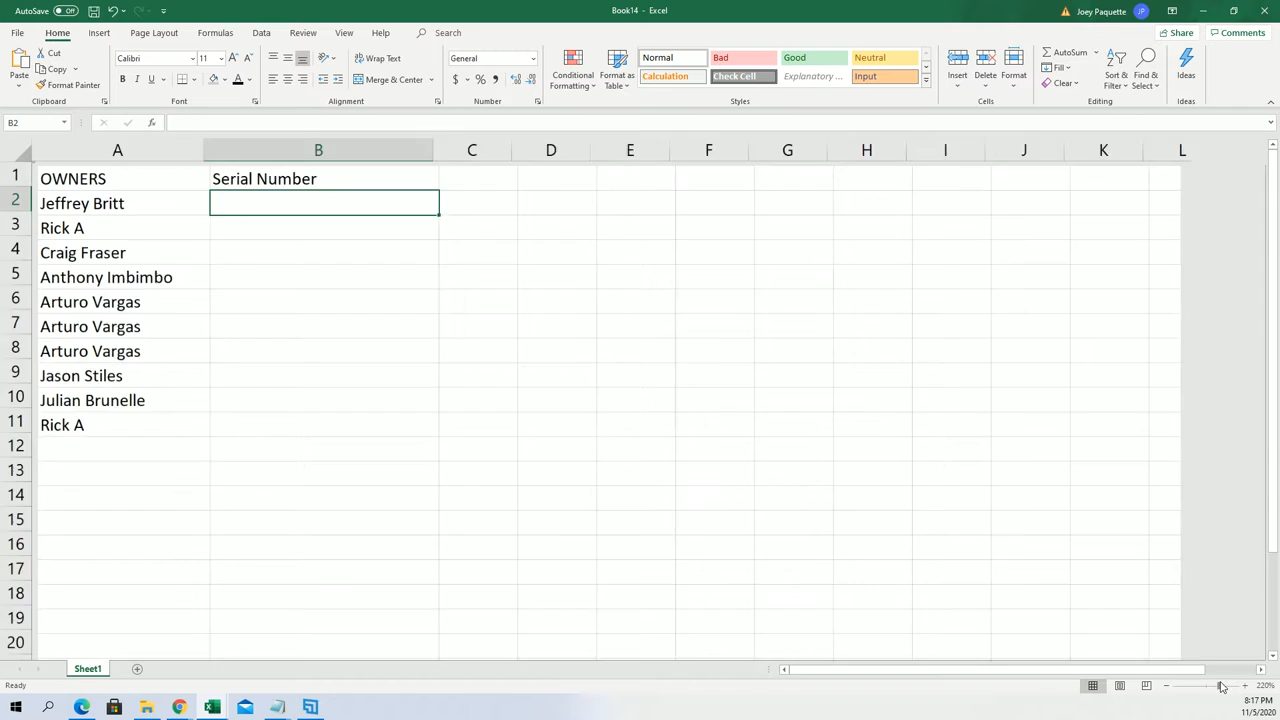 AutoSave Off Book14 - Excel Joey Paquette JP
File Home Insert Page Layout Formulas Data Review View Help Search Share Comments
Paste Cut Copy Format Painter Clipboard
Calibri 11 B I U A Font
Wrap Text Merge & Center Alignment
General $ % , Number
Conditional Formatting Format as Table
Normal Bad Good Neutral
Calculation Check Cell Explanatory ... Input
Styles
Insert Delete Format Cells
AutoSum Fill Clear Sort & Filter Find & Select Editing
Ideas Ideas
B2 fx
A B C D E F G H I J K L
1 OWNERS Serial Number
2 Jeffrey Britt
3 Rick A
4 Craig Fraser
5 Anthony Imbimbo
6 Arturo Vargas
7 Arturo Vargas
8 Arturo Vargas
9 Jason Stiles
10 Julian Brunelle
11 Rick A
12
13
14
15
16
17
18
19
20
Sheet1
Ready 220%
8:17 PM
11/5/2020